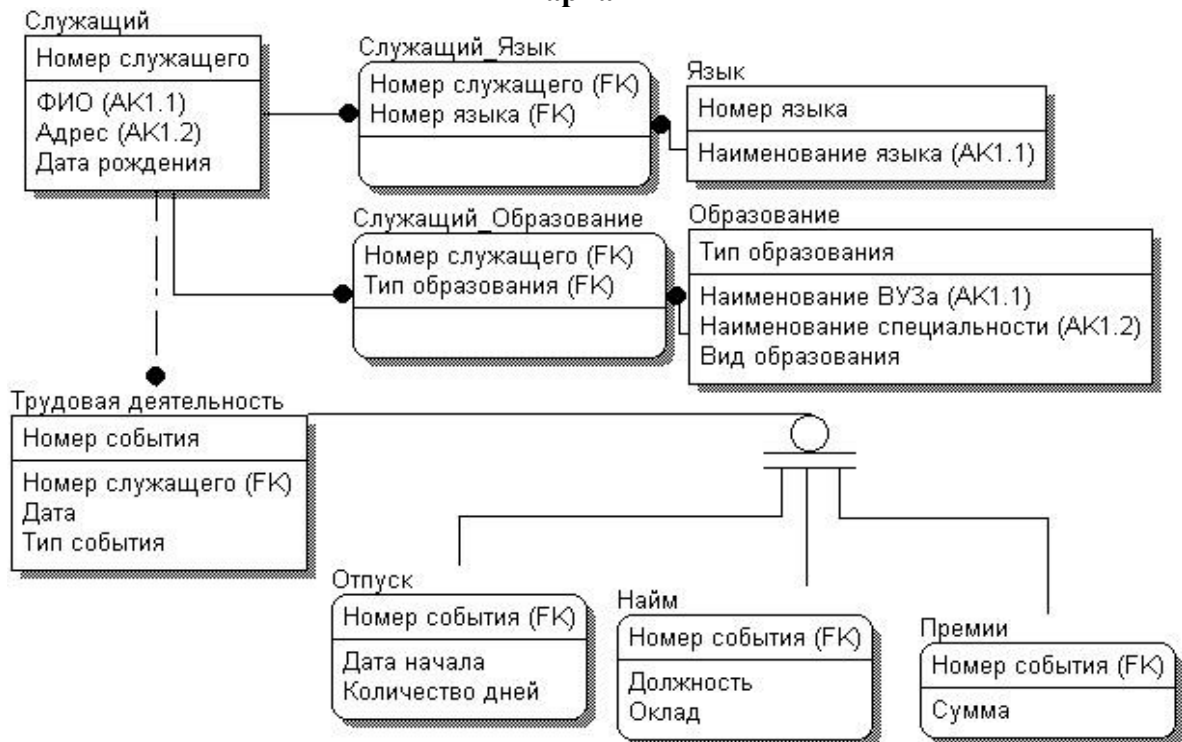 Служащий
Номер служащего
ФИО (AK1.1)
Адрес (AK1.2)
Дата рождения
Служащий_Язык
Номер служащего (FK)
Номер языка (FK)
Язык
Номер языка
Наименование языка (AK1.1)
Служащий_Образование
Номер служащего (FK)
Тип образования (FK)
Образование
Тип образования
Наименование ВУЗа (AK1.1)
Наименование специальности (AK1.2)
Вид образования
Трудовая деятельность
Номер события
Номер служащего (FK)
Дата
Тип события
Отпуск
Номер события (FK)
Дата начала
Количество дней
Найм
Номер события (FK)
Должность
Оклад
Премии
Номер события (FK)
Сумма